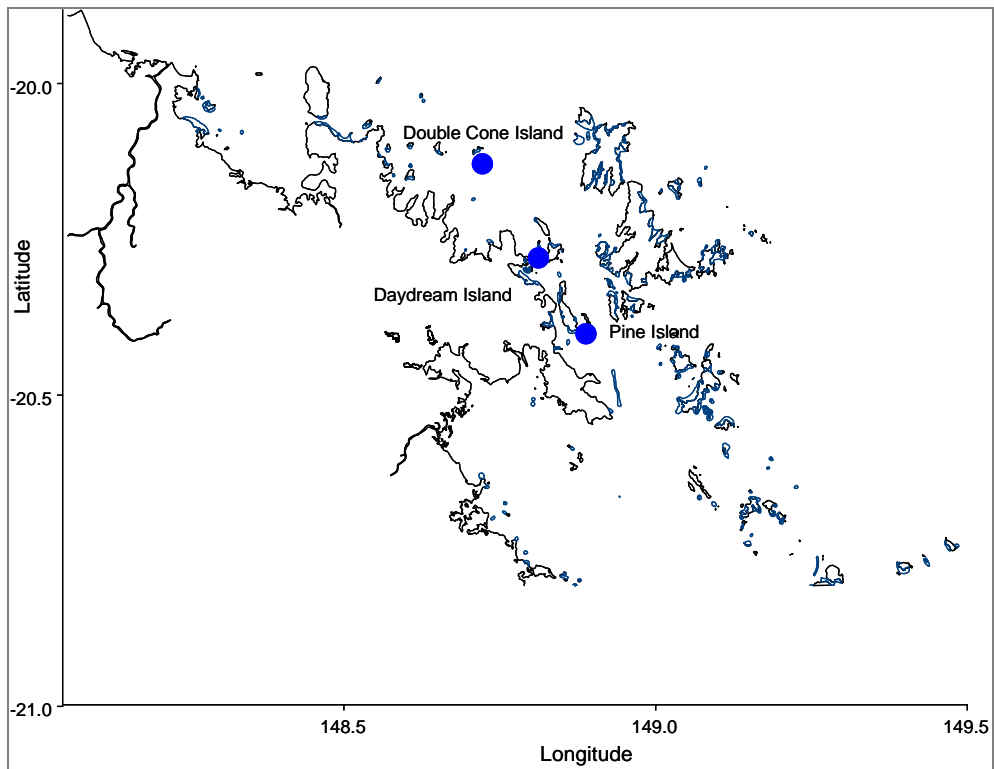 -20.0
Double Cone Island
Latitude
Daydream Island
Pine Island
-20.5
-21.0
148.5
149.0
149.5
Longitude